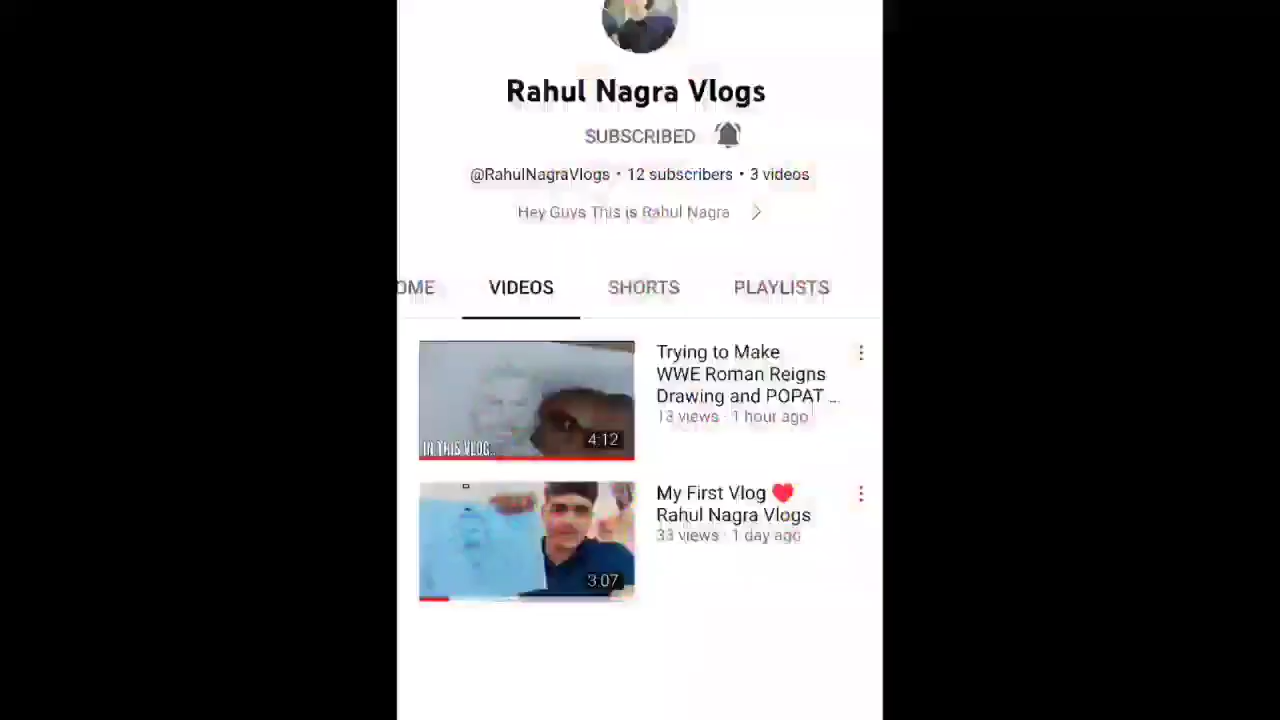 Rahul Nagra Vlogs
SUBSCRIBED
@RahulNagraVlogs • 12 subscribers • 3 videos
Hey Guys This is Rahul Nagra
OME VIDEOS SHORTS PLAYLISTS
Trying to Make
WWE Roman Reigns
Drawing and POPAT ...
13 views · 1 hour ago
IN THIS VLOG..
4:12
My First Vlog ❤️
Rahul Nagra Vlogs
33 views · 1 day ago
3:07